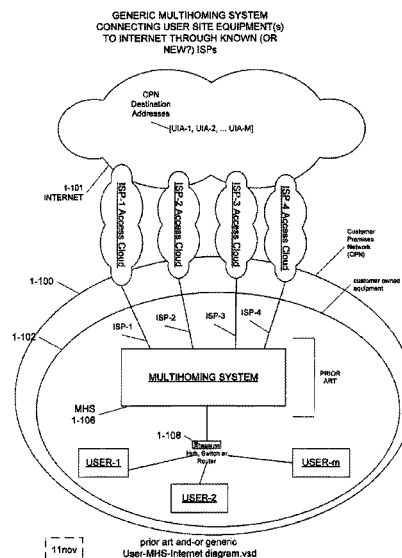 GENERIC MULTIHOMING SYSTEM
CONNECTING USER SITE EQUIPMENT(s)
TO INTERNET THROUGH KNOWN (OR
NEW?) ISPs
CPN
Destination
Addresses
[UIA-1, UIA-2, ... UIA-M]
1-101
INTERNET
ISP-1 Access Cloud
ISP-2 Access Cloud
ISP-3 Access Cloud
ISP-4 Access Cloud
Customer
Premises
Network
(CPN)
1-100
customer owned
equipment
1-102
ISP-1
ISP-2
ISP-3
ISP-4
MULTIHOMING SYSTEM
PRIOR
ART
MHS
1-106
1-108
Hub, Switch or
Router
USER-1
USER-m
USER-2
11nov
prior art and-or generic
User-MHS-Internet diagram.vsd